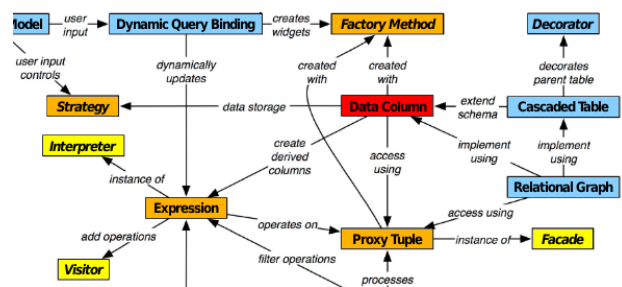 Model
user
input
Dynamic Query Binding
creates
widgets
Factory Method
Decorator
user input
controls
dynamically
updates
created
with
created
with
decorates
parent table
Strategy
data storage
Data Column
extend
schema
Cascaded Table
Interpreter
create
derived
columns
access
using
implement
using
implement
using
instance of
Relational Graph
Expression
access using
operates on
add operations
Proxy Tuple
instance of
Facade
Visitor
filter operations
processes